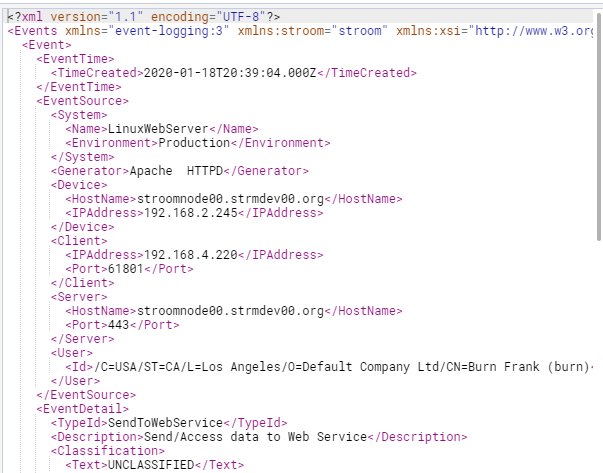 <?xml version="1.1" encoding="UTF-8"?>
<Events xmlns="event-logging:3" xmlns:stroom="stroom" xmlns:xsi="http://www.w3.org
<Event>
<EventTime>
<TimeCreated>2020-01-18T20:39:04.000Z</TimeCreated>
</EventTime>
<EventSource>
<System>
<Name>LinuxWebServer</Name>
<Environment>Production</Environment>
</System>
<Generator>Apache  HTTPD</Generator>
<Device>
<HostName>stroomnode00.strmdev00.org</HostName>
<IPAddress>192.168.2.245</IPAddress>
</Device>
<Client>
<IPAddress>192.168.4.220</IPAddress>
<Port>61801</Port>
</Client>
<Server>
<HostName>stroomnode00.strmdev00.org</HostName>
<Port>443</Port>
</Server>
<User>
<Id>/C=USA/ST=CA/L=Los Angeles/O=Default Company Ltd/CN=Burn Frank (burn)<
</User>
</EventSource>
<EventDetail>
<TypeId>SendToWebService</TypeId>
<Description>Send/Access data to Web Service</Description>
<Classification>
<Text>UNCLASSIFIED</Text>